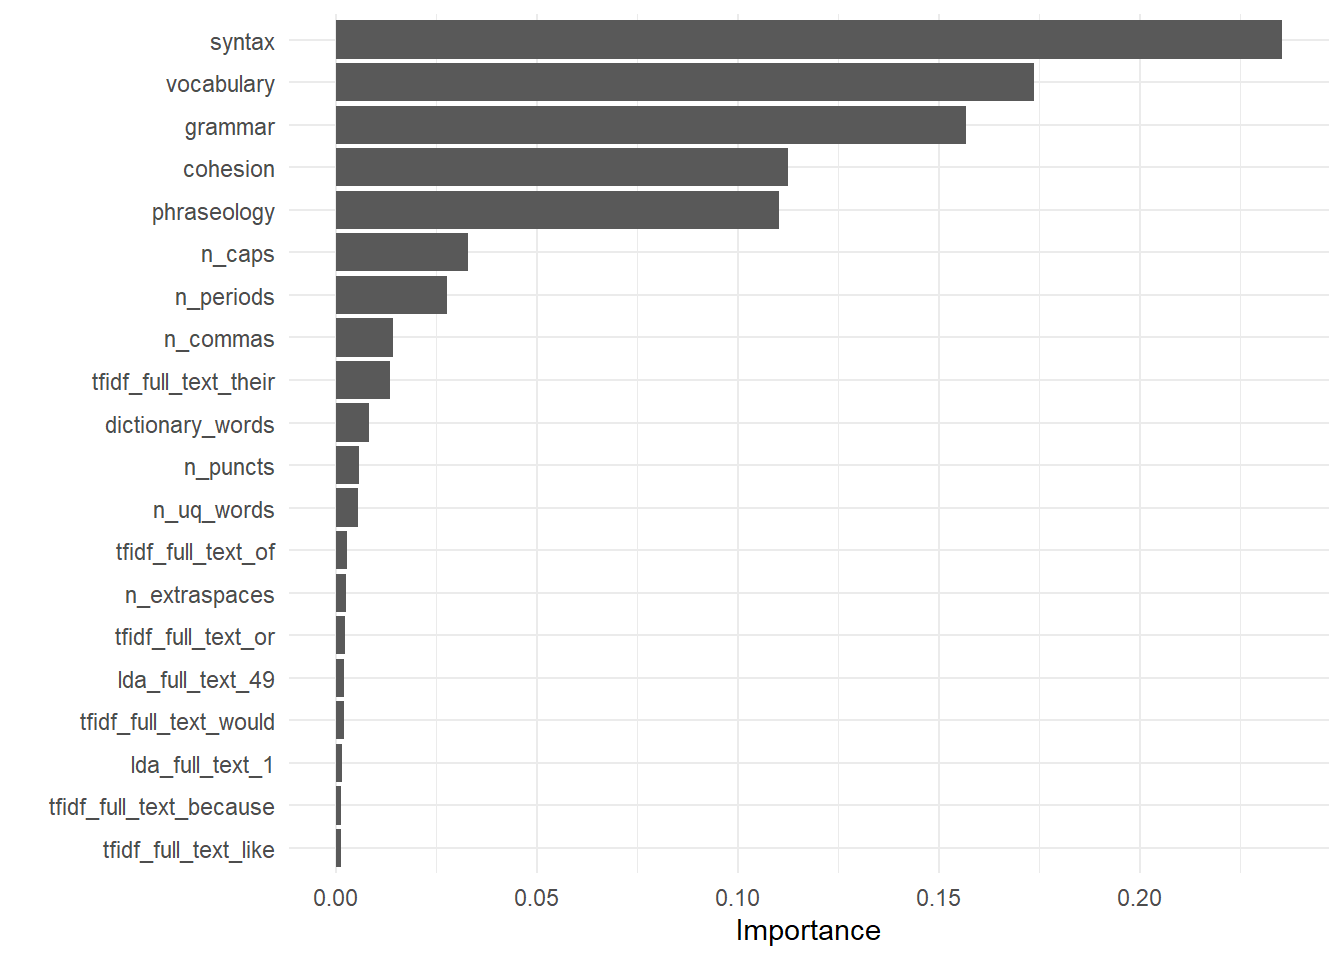 syntax
vocabulary
grammar
cohesion
phraseology
n_caps
n_periods
n_commas
tfidf_full_text_their
dictionary_words
n_puncts
n_uq_words
tfidf_full_text_of
n_extraspaces
tfidf_full_text_or
lda_full_text_49
tfidf_full_text_would
lda_full_text_1
tfidf_full_text_because
tfidf_full_text_like
0.00 0.05 0.10 0.15 0.20
Importance